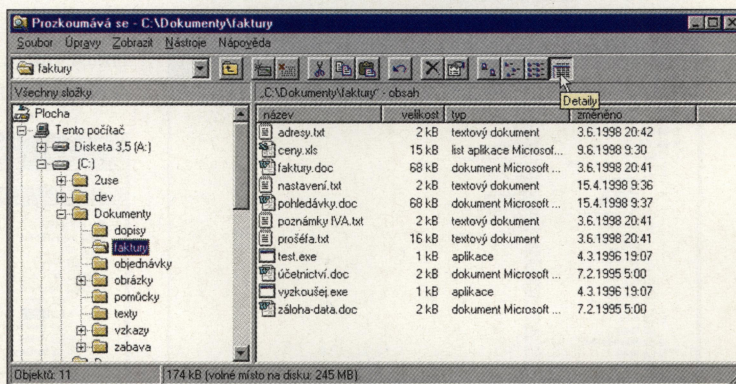 Prozkoumává se - C:\Dokumenty\faktury
Soubor Úpravy Zobrazit Nástroje Nápověda
faktury
Všechny složky
„C:\Dokumenty\faktury“ - obsah
Detaily
Plocha
Tento počítač
Disketa 3,5 (A:)
(C:)
2use
dev
Dokumenty
dopisy
faktury
objednávky
obrázky
pomůcky
texty
vzkazy
zabava
název velikost typ změněno
adresy.txt 2 kB textový dokument 3.6.1998 20:42
ceny.xls 15 kB list aplikace Microsof... 9.6.1998 9:30
faktury.doc 68 kB dokument Microsoft ... 3.6.1998 20:41
nastavení.txt 2 kB textový dokument 15.4.1998 9:36
pohledávky.doc 68 kB dokument Microsoft ... 15.4.1998 9:37
poznámky IVA.txt 2 kB textový dokument 3.6.1998 20:41
prošéfa.txt 16 kB textový dokument 3.6.1998 20:41
test.exe 1 kB aplikace 4.3.1996 19:07
účetnictví.doc 2 kB dokument Microsoft ... 7.2.1995 5:00
vyzkoušej.exe 1 kB aplikace 4.3.1996 19:07
záloha-data.doc 2 kB dokument Microsoft ... 7.2.1995 5:00
Objektů: 11 174 kB (volné místo na disku: 245 MB)